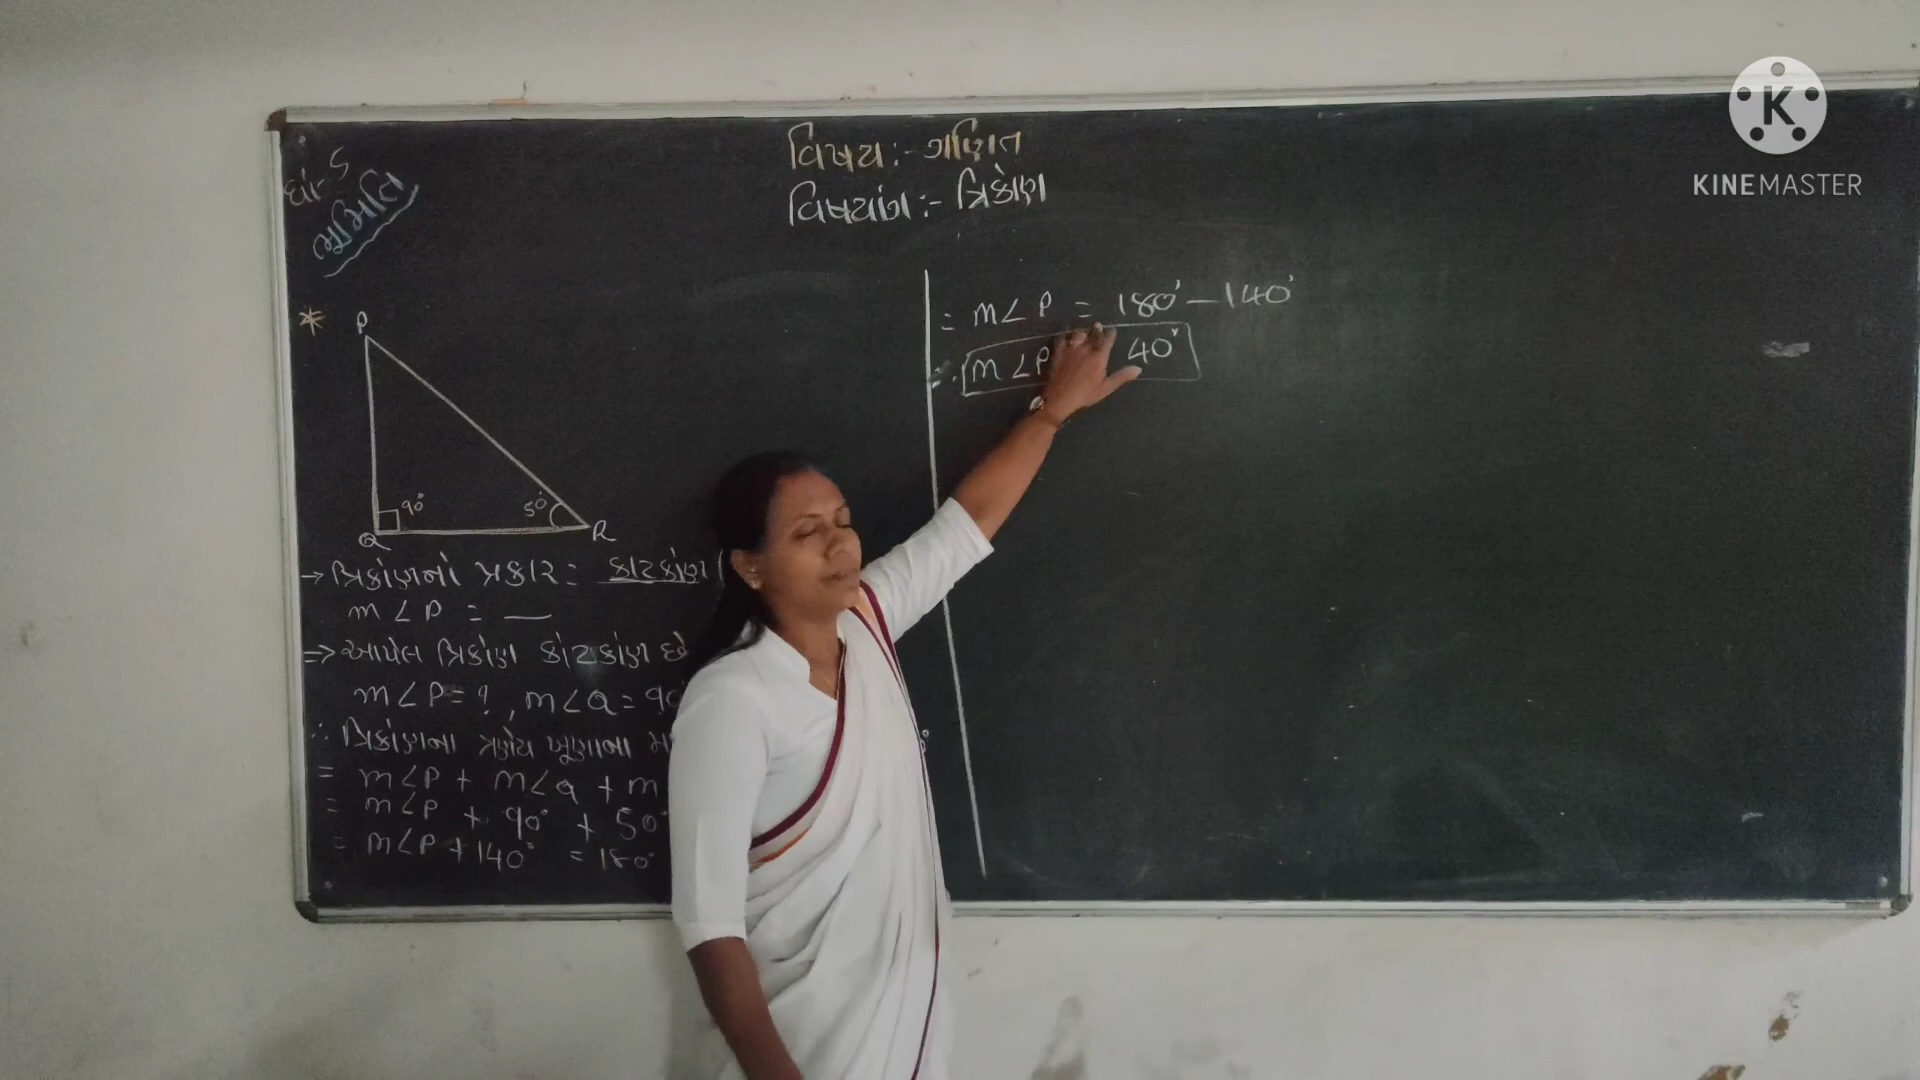 વિષય:- ગણિત
વિષયાંગ:- ત્રિકોણ
ધો- 5
ભૂમિતિ
KINEMASTER
*
P
90°
50°
Q
R
→ ત્રિકોણનો પ્રકાર = કાટકોણ
m∠P = __
⇒ આપેલ ત્રિકોણ કાટકોણ છે
m∠P = ?, m∠Q = 90
∴ ત્રિકોણના ત્રણેય ખૂણાના
= m∠P + m∠Q + m
= m∠P + 90° + 50°
= m∠P + 140° = 180°
= m∠P = 180° - 140°
∴ m∠P 40°